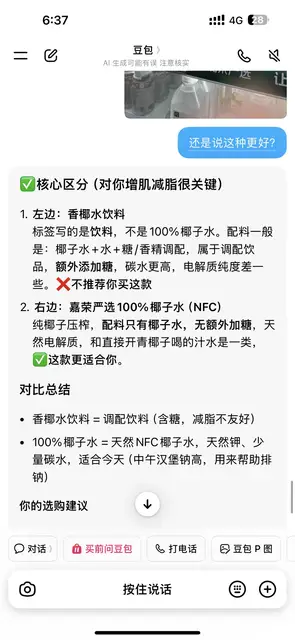 6:37
4G 28
豆包
AI 生成可能有误 注意核实
选
让
还是说这种更好?
✅核心区分（对你增肌减脂很关键）
1. 左边：香椰水饮料
标签写的是饮料，不是100%椰子水。配料一般
是：椰子水+水+糖/香精调配，属于调配饮
品，额外添加糖，碳水更高，电解质纯度差一
些。❌不推荐你买这款
2. 右边：嘉荣严选100%椰子水（NFC）
纯椰子压榨，配料只有椰子水，无额外加糖，天
然电解质，和直接开青椰子喝的汁水是一类，
✅这款更适合你。
对比总结
• 香椰水饮料 = 调配饮料（含糖，减脂不友好）
• 100%椰子水 = 天然NFC椰子水，天然钾、少
量碳水，适合今天（中午汉堡钠高，用来帮助排
钠）
你的选购建议
对话
买前问豆包
打电话
豆包 P 图
按住说话